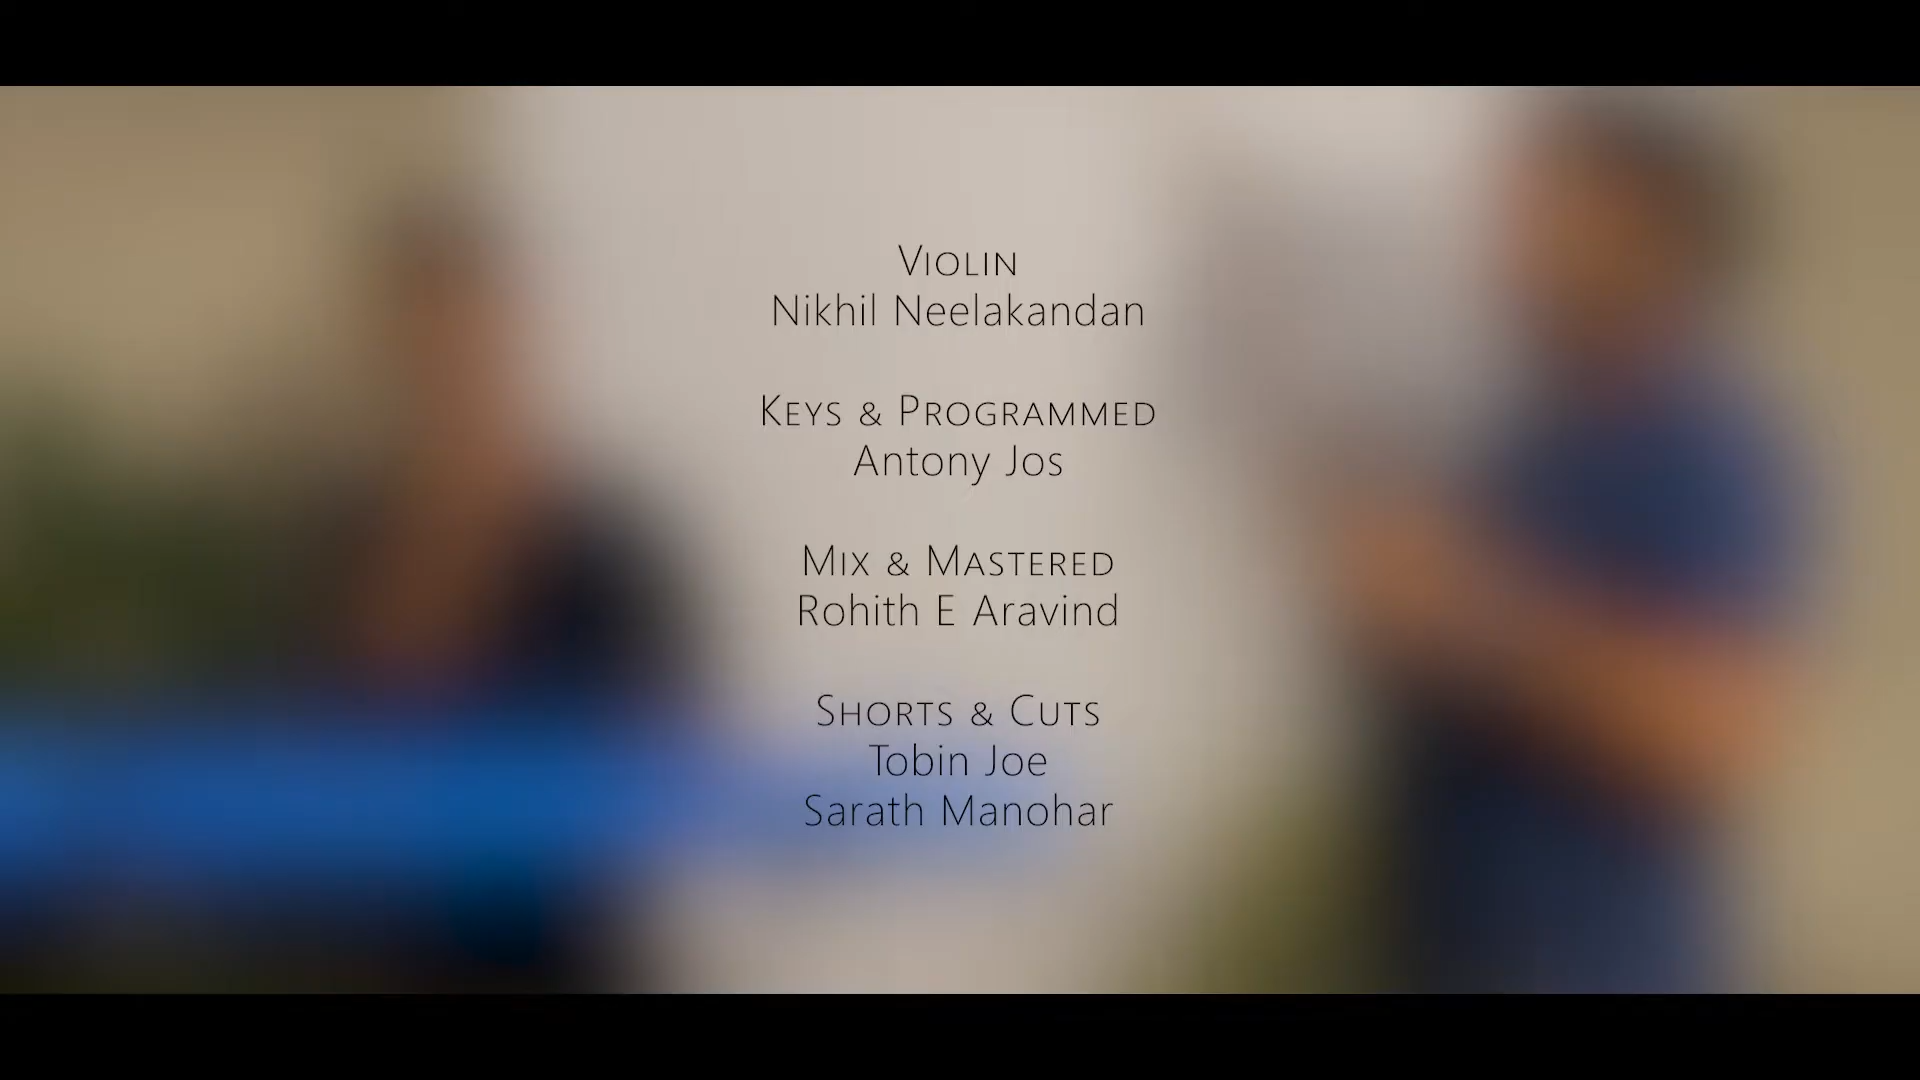 Violin
Nikhil Neelakandan
Keys & Programmed
Antony Jos
Mix & Mastered
Rohith E Aravind
Shorts & Cuts
Tobin Joe
Sarath Manohar